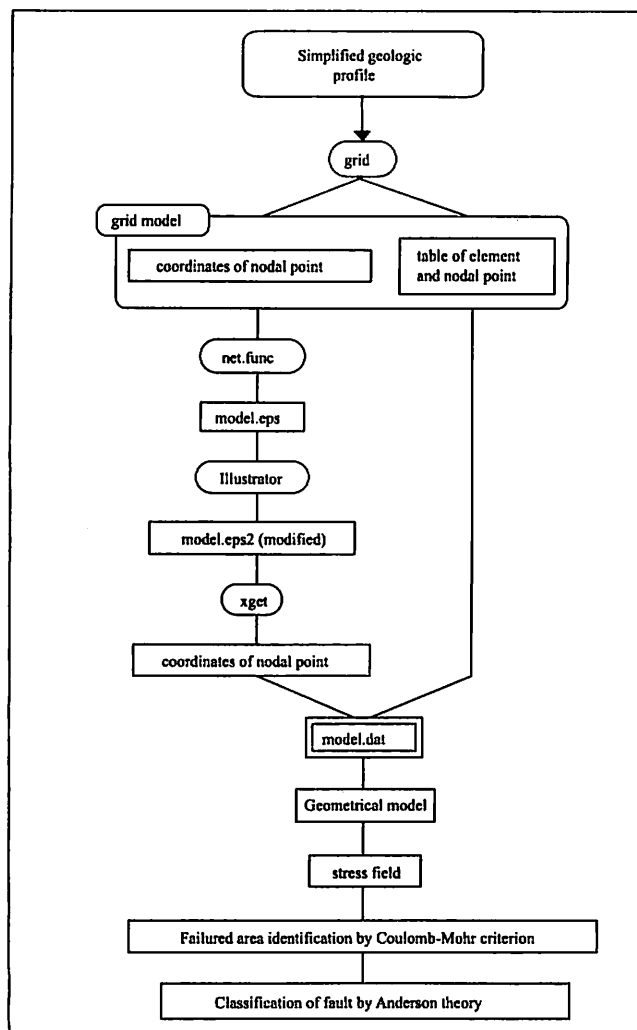 Simplified geologic
profile
grid
grid model
coordinates of nodal point
table of element
and nodal point
net.func
model.eps
Illustrator
model.eps2 (modified)
xget
coordinates of nodal point
model.dat
Geometrical model
stress field
Failured area identification by Coulomb-Mohr criterion
Classification of fault by Anderson theory